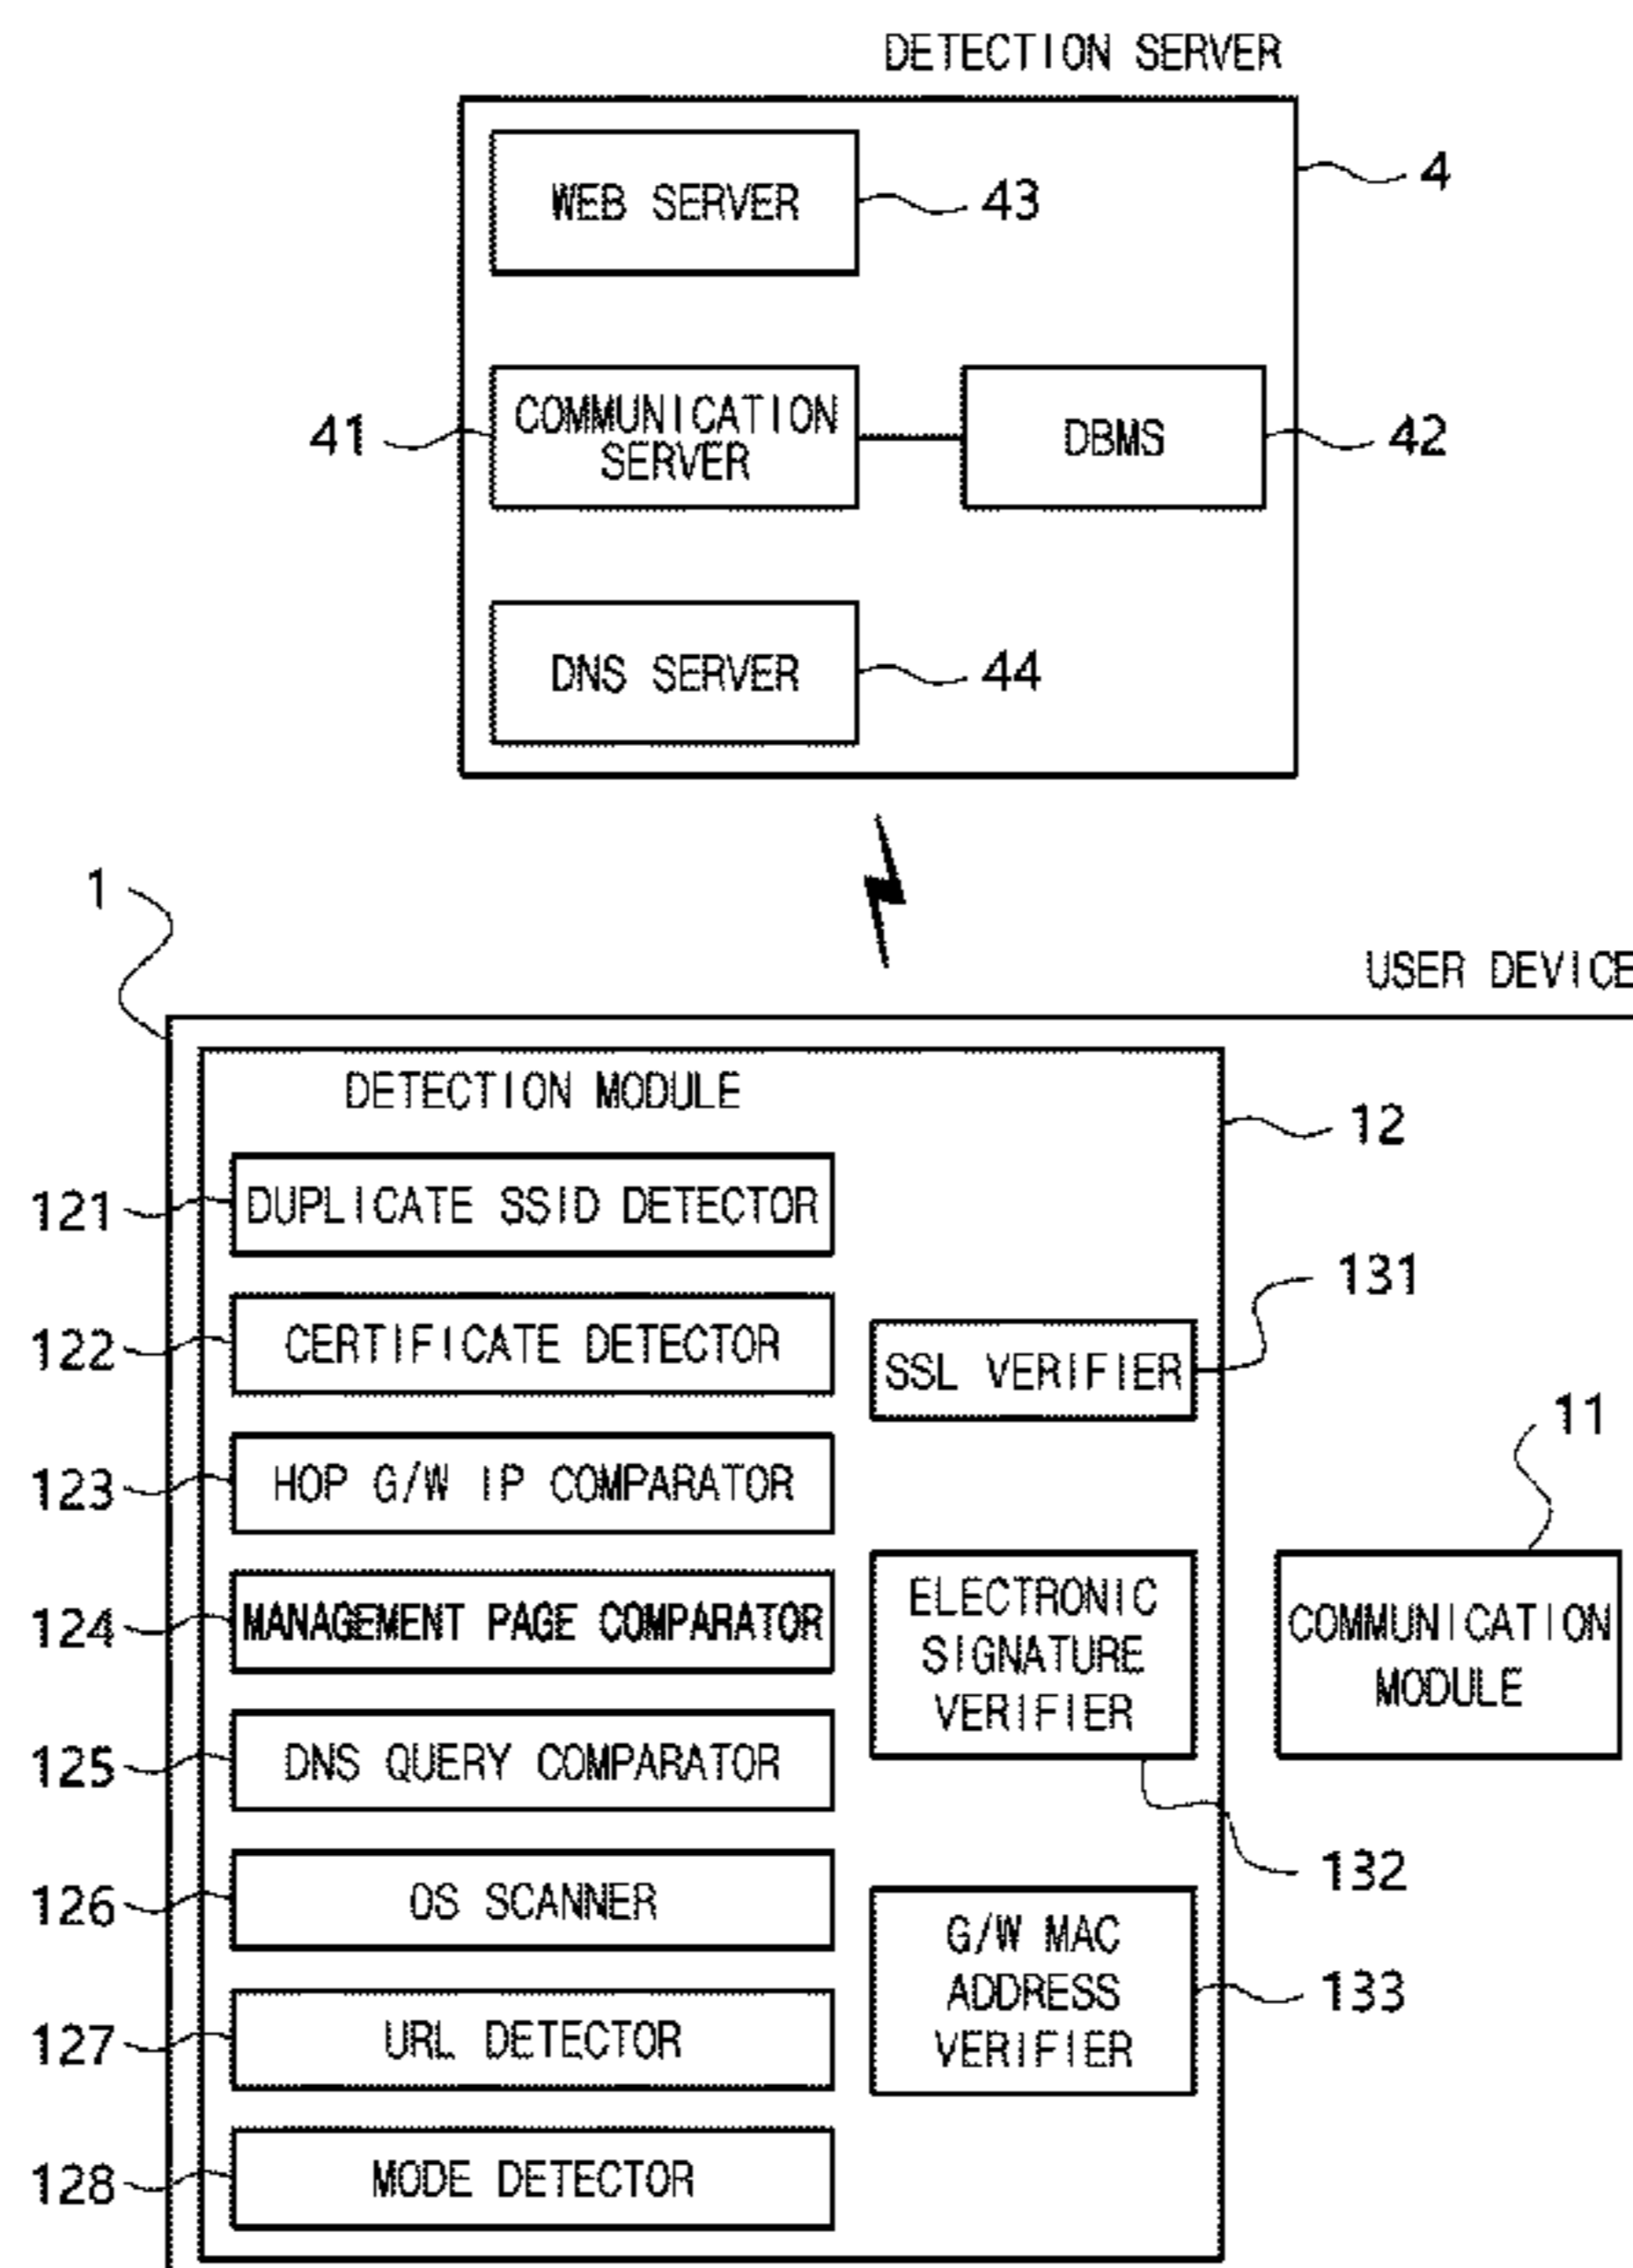 DETECTION SERVER
4
WEB SERVER
43
41
COMMUNICATION
SERVER
DBMS
42
DNS SERVER
44
1
USER DEVICE
DETECTION MODULE
12
121
DUPLICATE SSID DETECTOR
131
122
CERTIFICATE DETECTOR
SSL VERIFIER
11
123
HOP G/W IP COMPARATOR
124
MANAGEMENT PAGE COMPARATOR
ELECTRONIC
SIGNATURE
VERIFIER
COMMUNICATION
MODULE
125
DNS QUERY COMPARATOR
132
126
OS SCANNER
G/W MAC
ADDRESS
VERIFIER
133
127
URL DETECTOR
128
MODE DETECTOR